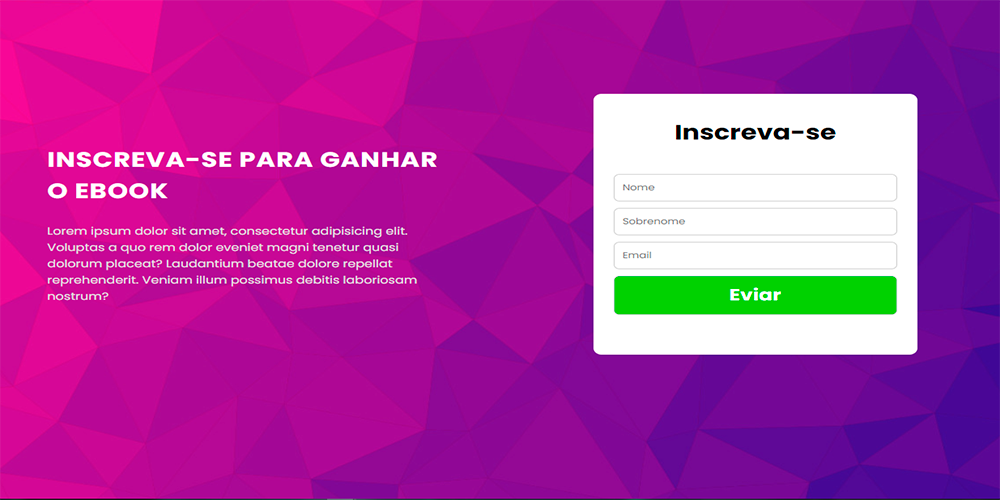 INSCREVA-SE PARA GANHAR
O EBOOK
Lorem ipsum dolor sit amet, consectetur adipisicing elit.
Voluptas a quo rem dolor eveniet magni tenetur quasi
dolorum placeat? Laudantium beatae dolore repellat
reprehenderit. Veniam illum possimus debitis laboriosam
nostrum?
Inscreva-se
Nome
Sobrenome
Email
Eviar